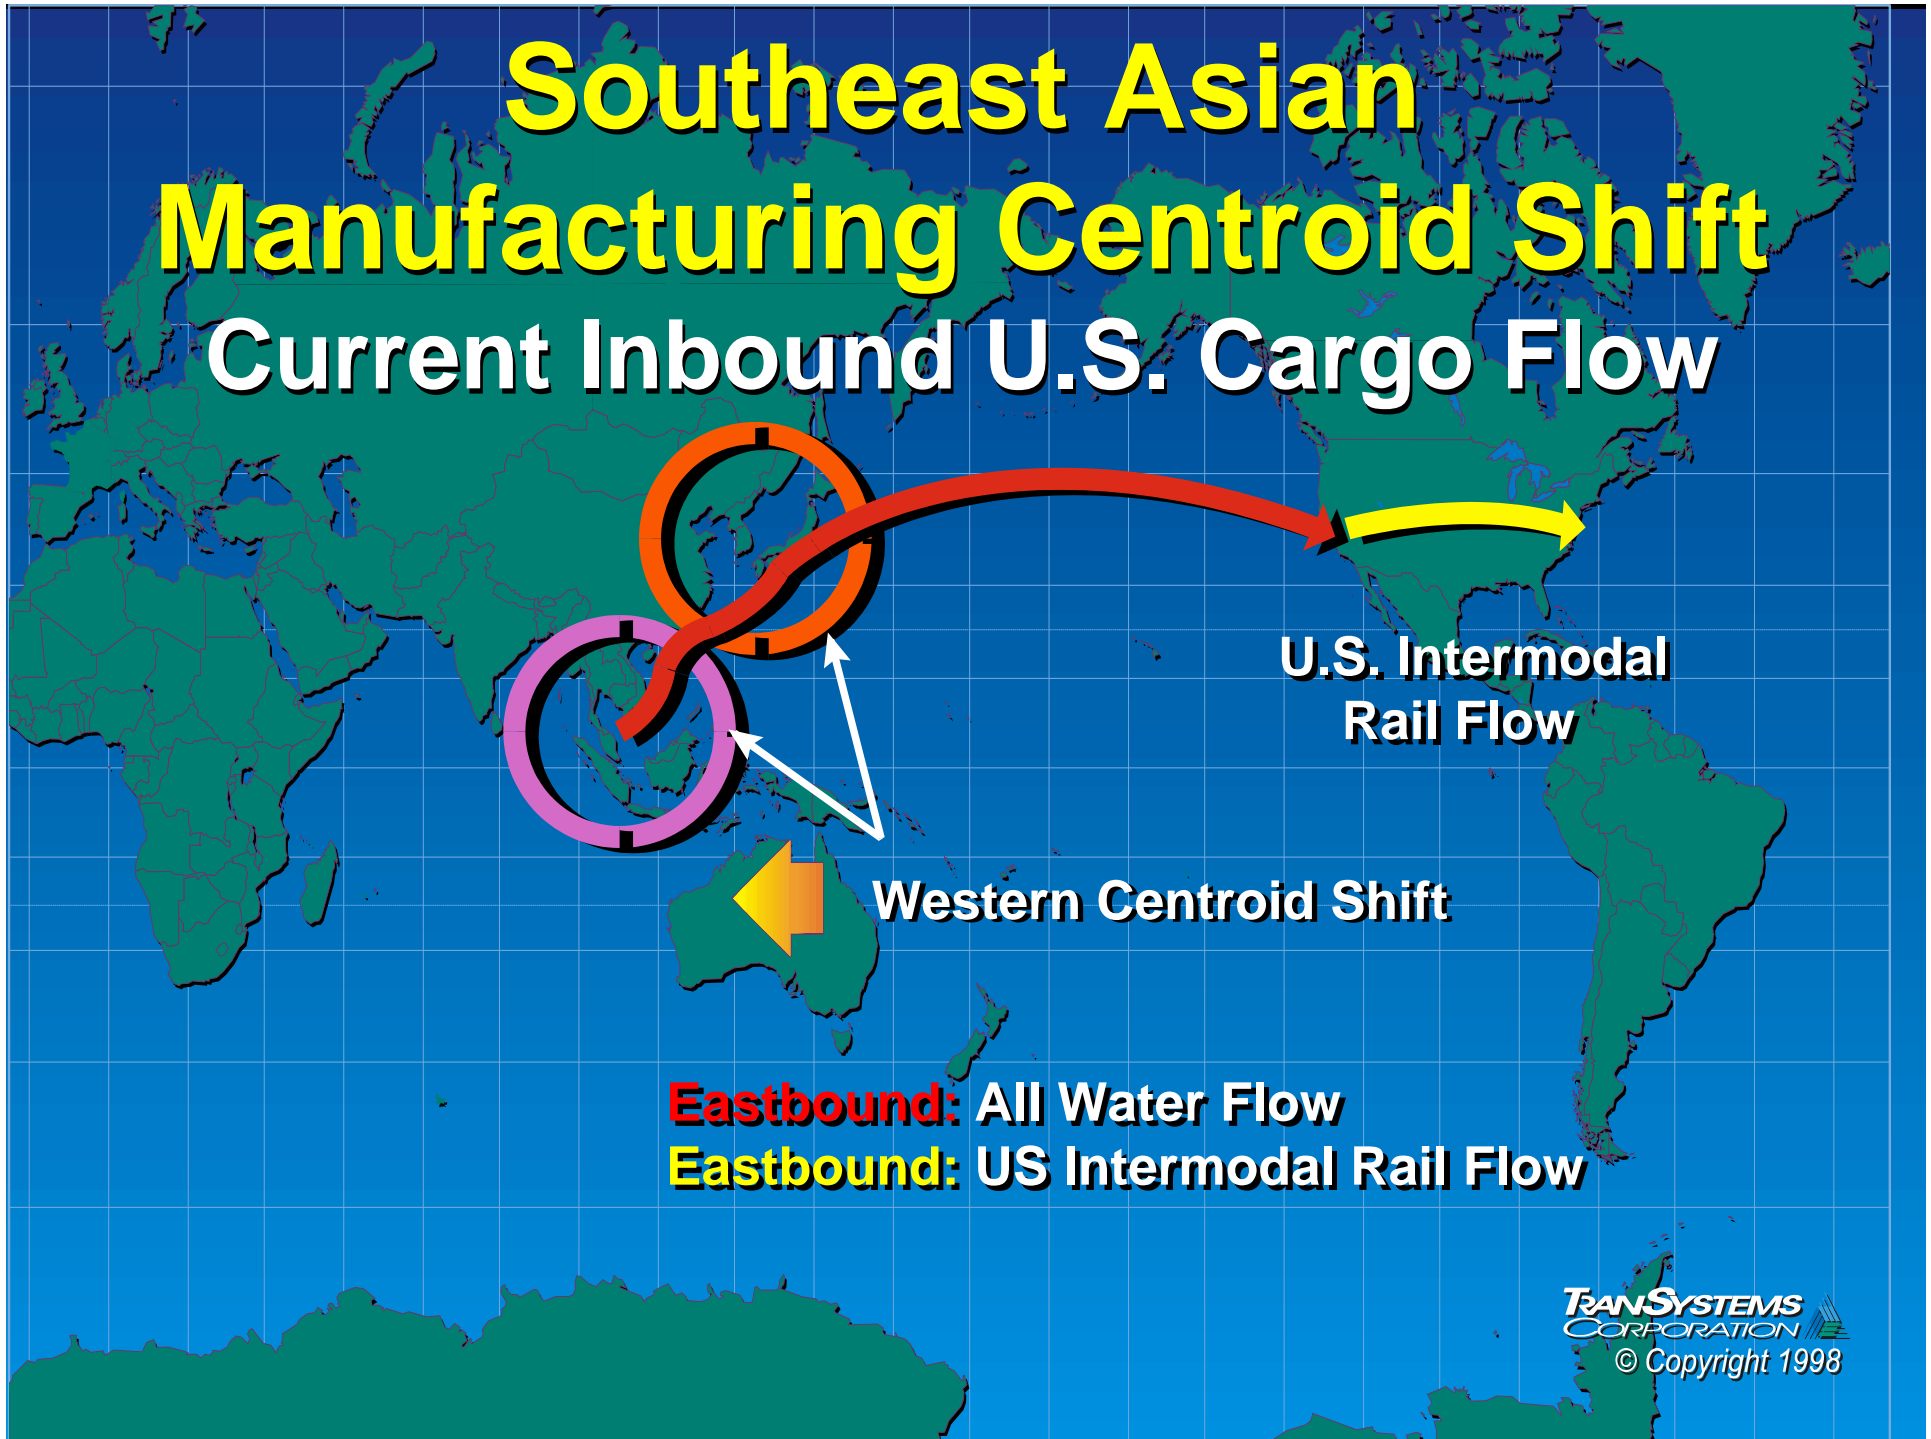 Southeast Asian
Manufacturing Centroid Shift
Current Inbound U.S. Cargo Flow
U.S. Intermodal
Rail Flow
Western Centroid Shift
Eastbound: All Water Flow
Eastbound: US Intermodal Rail Flow
TRANSYSTEMS
CORPORATION
© Copyright 1998